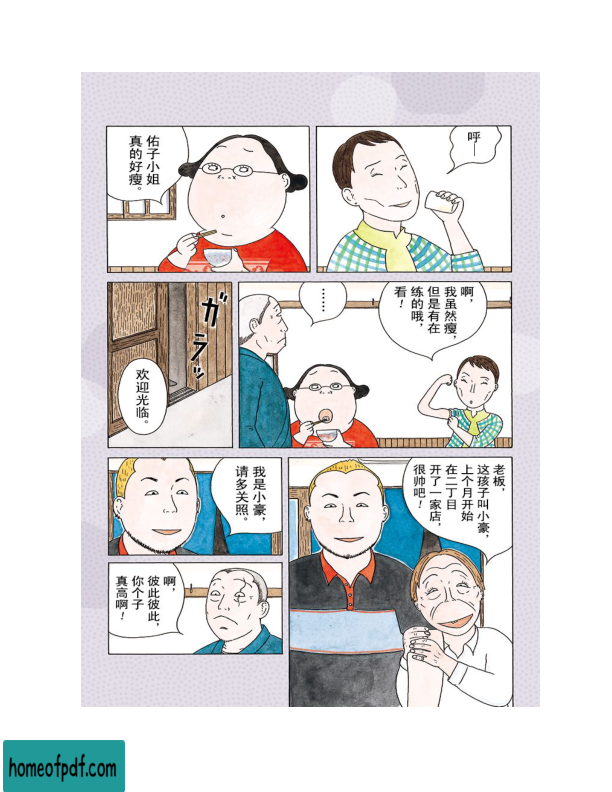 呼—
佑子小姐
真的好瘦。
啊，
我虽然瘦，
但是有在
练的哦，
看！
……
ガラッ
欢迎光临。
老板，
这孩子叫小豪，
上个月开始
在二丁目
开了一家店，
很帅吧！
我是小豪，
请多关照。
啊，
彼此彼此，
你个子
真高啊！
homeofpdf.com